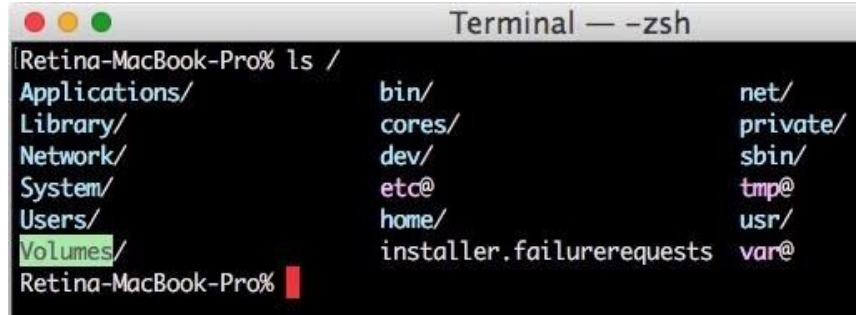 Terminal — -zsh
Retina-MacBook-Pro% ls /
Applications/ bin/ net/
Library/ cores/ private/
Network/ dev/ sbin/
System/ etc@ tmp@
Users/ home/ usr/
Volumes/ installer.failurerequests var@
Retina-MacBook-Pro%